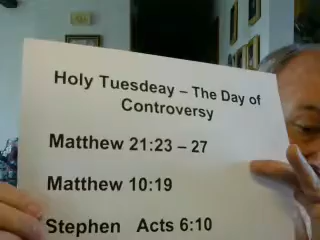 Holy Tuesdeay – The Day of
Controversy
Matthew 21:23 – 27
Matthew 10:19
Stephen Acts 6:10